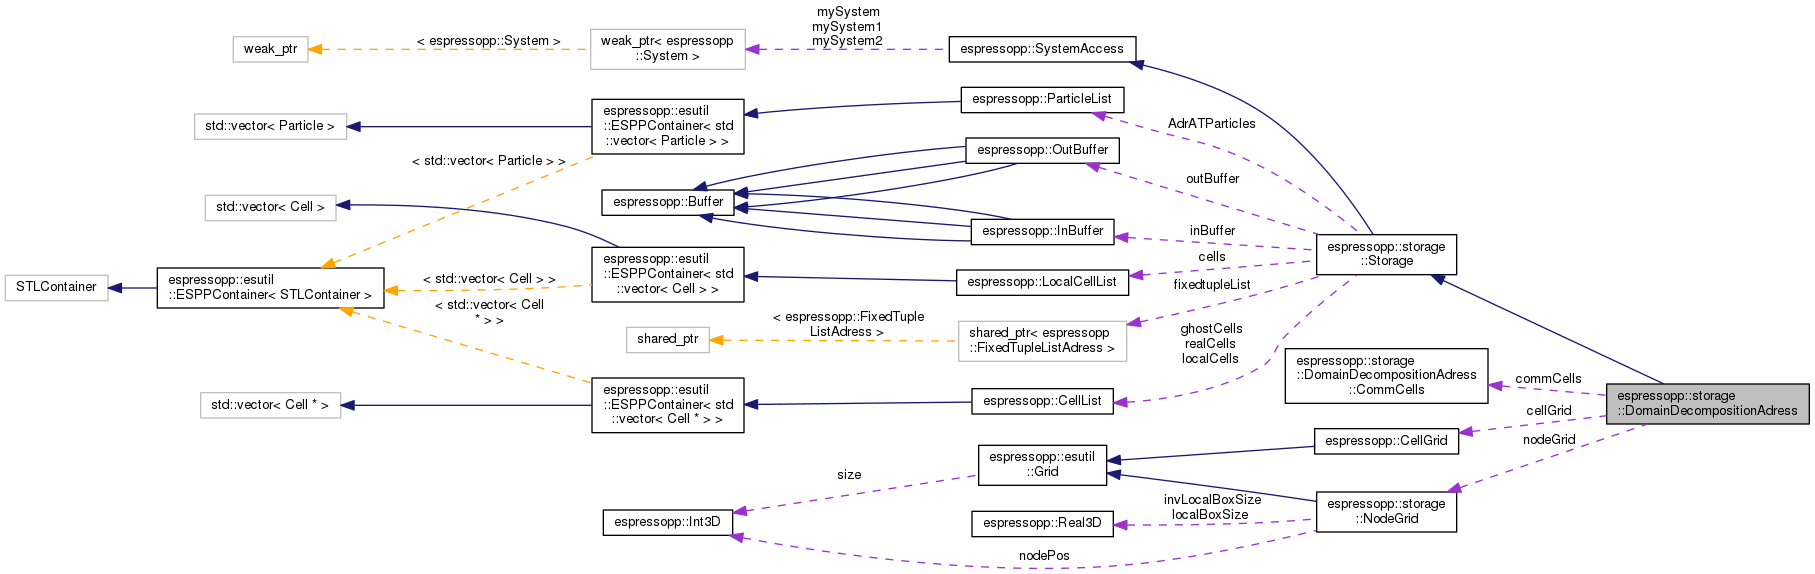 mySystem
mySystem1
mySystem2
weak_ptr
< espressopp::System >
weak_ptr< espressopp
::System >
espressopp::SystemAccess
std::vector< Particle >
espressopp::esutil
::ESPPContainer< std
::vector< Particle > >
espressopp::ParticleList
AdrATParticles
< std::vector< Particle > >
espressopp::OutBuffer
outBuffer
std::vector< Cell >
espressopp::Buffer
espressopp::InBuffer
inBuffer
espressopp::storage
::Storage
STLContainer
espressopp::esutil
::ESPPContainer< STLContainer >
< std::vector< Cell > >
espressopp::esutil
::ESPPContainer< std
::vector< Cell > >
espressopp::LocalCellList
cells
fixedtupleList
< std::vector< Cell
* > >
shared_ptr
< espressopp::FixedTuple
ListAdress >
shared_ptr< espressopp
::FixedTupleListAdress >
ghostCells
realCells
localCells
espressopp::storage
::DomainDecompositionAdress
::CommCells
commCells
espressopp::storage
::DomainDecompositionAdress
std::vector< Cell * >
espressopp::esutil
::ESPPContainer< std
::vector< Cell * > >
espressopp::CellList
cellGrid
espressopp::CellGrid
nodeGrid
size
espressopp::esutil
::Grid
espressopp::Int3D
espressopp::Real3D
invLocalBoxSize
localBoxSize
espressopp::storage
::NodeGrid
nodePos